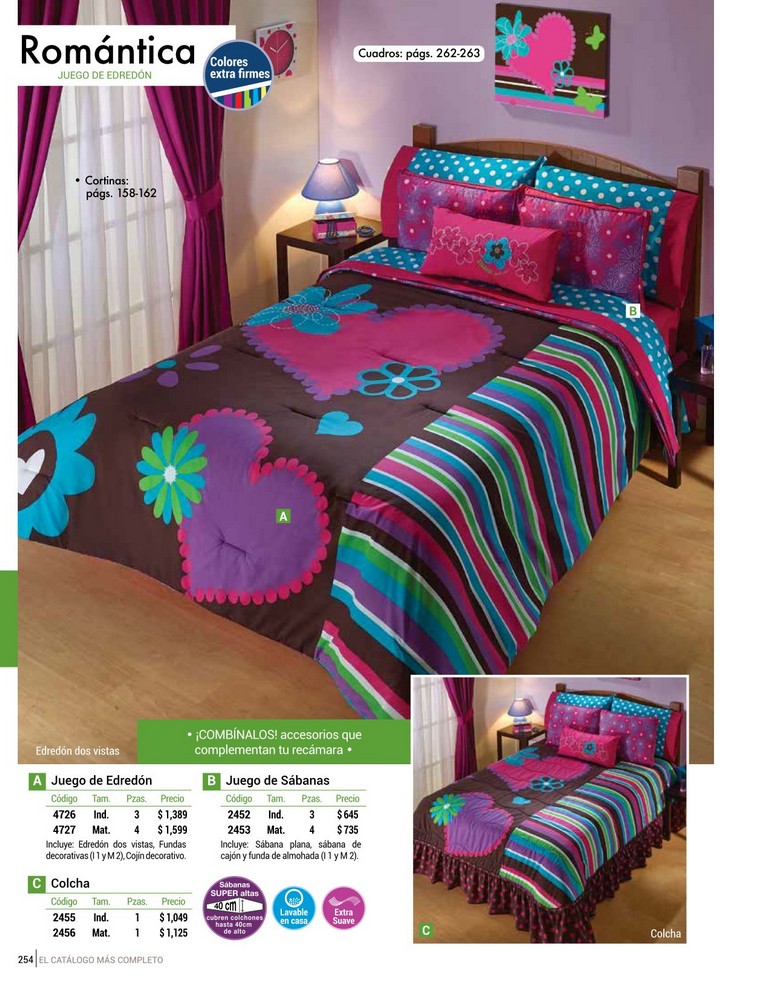 Romántica
JUEGO DE EDREDÓN
Colores
extra firmes
Cuadros: págs. 262-263
• Cortinas:
págs. 158-162
B
A
• ¡COMBÍNALOS! accesorios que
complementan tu recámara •
Edredón dos vistas
A Juego de Edredón
Código Tam. Pzas. Precio
4726 Ind. 3 $1,389
4727 Mat. 4 $1,599
Incluye: Edredón dos vistas, Fundas
decorativas (I 1 y M 2), Cojín decorativo.
B Juego de Sábanas
Código Tam. Pzas. Precio
2452 Ind. 3 $645
2453 Mat. 4 $735
Incluye: Sábana plana, sábana de
cajón y funda de almohada (I 1 y M 2).
C Colcha
Código Tam. Pzas. Precio
2455 Ind. 1 $1,049
2456 Mat. 1 $1,125
Sábanas
SUPER altas
40 cm
cubren colchones
hasta 40cm
de alto
Lavable
en casa
Extra
Suave
C
Colcha
254 EL CATÁLOGO MÁS COMPLETO